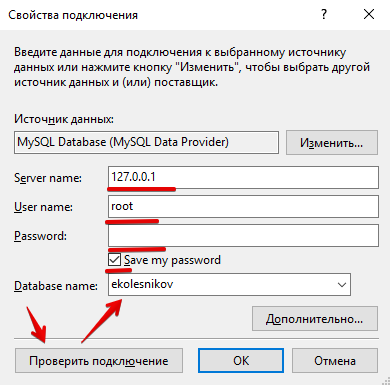 Свойства подключения
Введите данные для подключения к выбранному источнику
данных или нажмите кнопку "Изменить", чтобы выбрать другой
источник данных и (или) поставщик.
Источник данных:
MySQL Database (MySQL Data Provider)
Изменить...
Server name:
127.0.0.1
User name:
root
Password:
Save my password
Database name:
ekolesnikov
Дополнительно...
Проверить подключение
ОК
Отмена